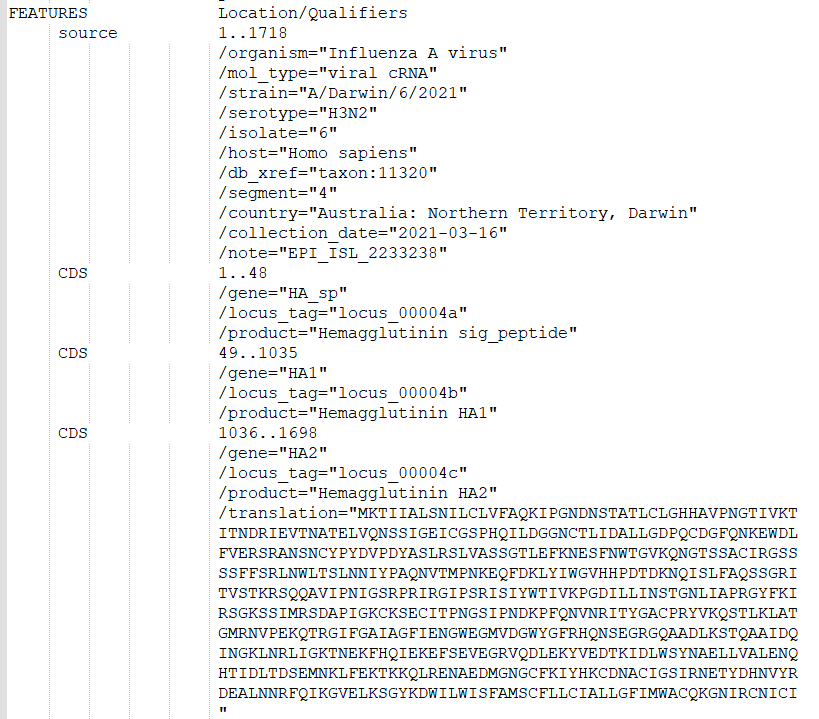 FEATURES Location/Qualifiers
source 1..1718
/organism="Influenza A virus"
/mol_type="viral cRNA"
/strain="A/Darwin/6/2021"
/serotype="H3N2"
/isolate="6"
/host="Homo sapiens"
/db_xref="taxon:11320"
/segment="4"
/country="Australia: Northern Territory, Darwin"
/collection_date="2021-03-16"
/note="EPI_ISL_2233238"
CDS 1..48
/gene="HA_sp"
/locus_tag="locus_00004a"
/product="Hemagglutinin sig_peptide"
CDS 49..1035
/gene="HA1"
/locus_tag="locus_00004b"
/product="Hemagglutinin HA1"
CDS 1036..1698
/gene="HA2"
/locus_tag="locus_00004c"
/product="Hemagglutinin HA2"
/translation="MKTIIALSNILCLVFAQKIPGNDNSTATLCLGHHAVPNGTIVKT
ITNDRIEVTNATELVQNSSIGEICGSPHQILDGGNCTLIDALLGDPQCDGFQNKEWDL
FVERSRANSNCYPYDVPDYASLRSLVASSGTLEFKNESFNWTGVKQNGTSSACIRGSS
SSFFSRLNWLTSLNNIYPAQNVTMPNKEQFDKLYIWGVHHPDTDKNQISLFAQSSGRI
TVSTKRSQQAVIPNIGSRPRIRGIPSRISIYWTIVKPGDILLINSTGNLIAPRGYFKI
RSGKSSIMRSDAPIGKCKSECITPNGSIPNDKPFQNVNRITYGACPRYVKQSTLKLAT
GMRNVPEKQTRGIFGAIAGFIENGWEGMVDGWYGFRHQNSEGRGQAADLKSTQAAIDQ
INGKLNRLIGKTNEKFHQIEKEFSEVEGRVQDLEKYVEDTKIDLWSYNAELLVALENQ
HTIDLTDSEMNKLFEKTKKQLRENAEDMGNGCFKIYHKCDNACIGSIRNETYDHNVYR
DEALNNRFQIKGVELKSGYKDWILWISFAMSCFLLCIALLGFIMWACQKGNIRCNICI
"